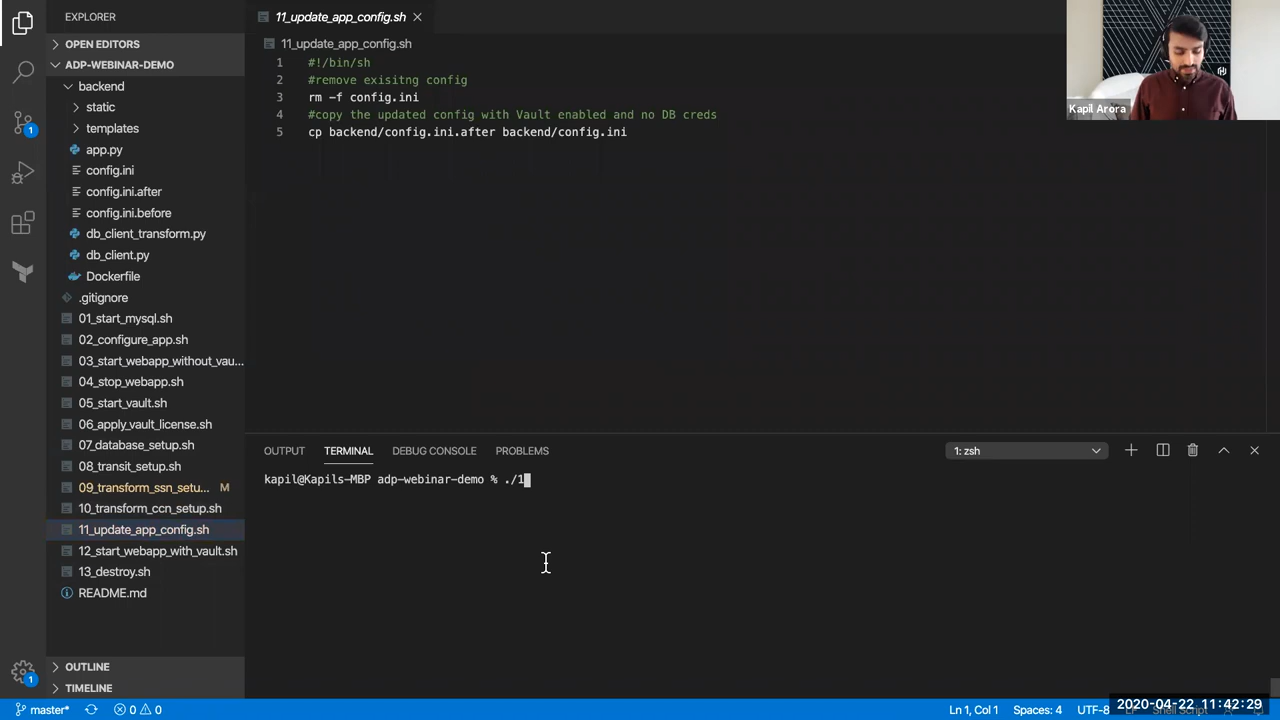 EXPLORER
OPEN EDITORS
ADP-WEBINAR-DEMO
backend
static
templates
app.py
config.ini
config.ini.after
config.ini.before
db_client_transform.py
db_client.py
Dockerfile
.gitignore
01_start_mysql.sh
02_configure_app.sh
03_start_webapp_without_vau...
04_stop_webapp.sh
05_start_vault.sh
06_apply_vault_license.sh
07_database_setup.sh
08_transit_setup.sh
09_transform_ssn_setu... M
10_transform_ccn_setup.sh
11_update_app_config.sh
12_start_webapp_with_vault.sh
13_destroy.sh
README.md
OUTLINE
TIMELINE
11_update_app_config.sh
11_update_app_config.sh
1 #!/bin/sh
2 #remove exisitng config
3 rm -f config.ini
4 #copy the updated config with Vault enabled and no DB creds
5 cp backend/config.ini.after backend/config.ini
Kapil Arora
OUTPUT TERMINAL DEBUG CONSOLE PROBLEMS 1: zsh
kapil@Kapils-MBP adp-webinar-demo % ./1
1
1
master* 0 0 Ln 1, Col 1 Spaces: 4 UTF-8
2020-04-22 11:42:29